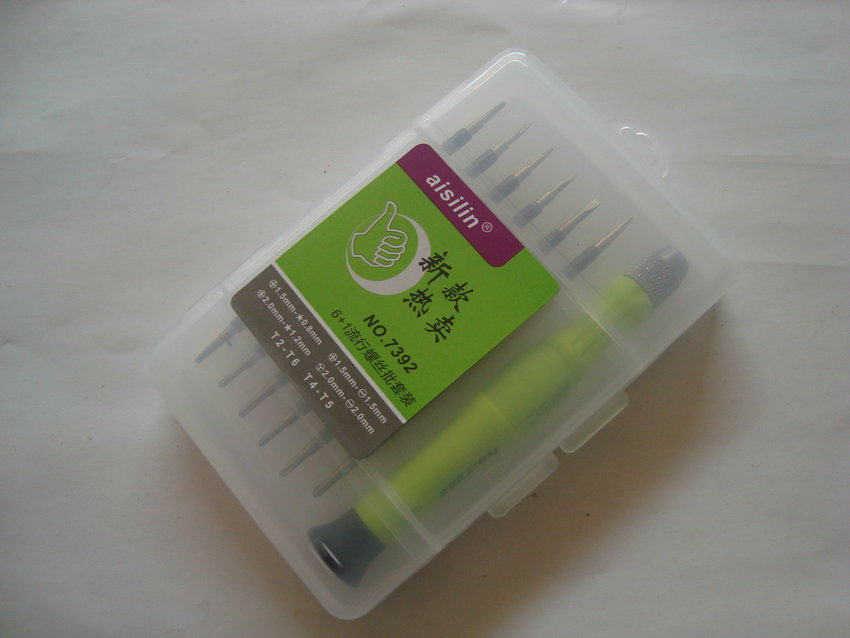 aisilin®
新款
热卖
NO.7392
6+1流行螺丝批套装
⊕1.5mm-★0.8mm
⊕2.0mm-★1.2mm
T2-T6
⊕1.5mm-⊖1.5mm
2.0mm-⊖2.0mm
T4-T5